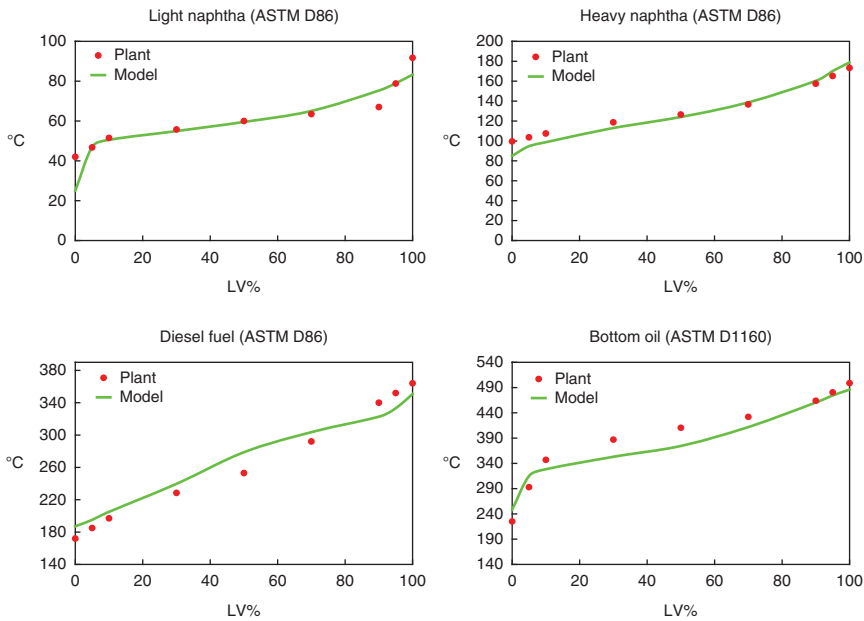 Light naphtha (ASTM D86)
100
80
60
40
20
0
°C
Plant
Model
0 20 40 60 80 100
LV%
Heavy naphtha (ASTM D86)
200
180
160
140
120
100
80
60
40
20
0
°C
Plant
Model
0 20 40 60 80 100
LV%
Diesel fuel (ASTM D86)
380
340
300
260
220
180
140
°C
Plant
Model
0 20 40 60 80 100
LV%
Bottom oil (ASTM D1160)
540
490
440
390
340
290
240
190
140
°C
Plant
Model
0 20 40 60 80 100
LV%